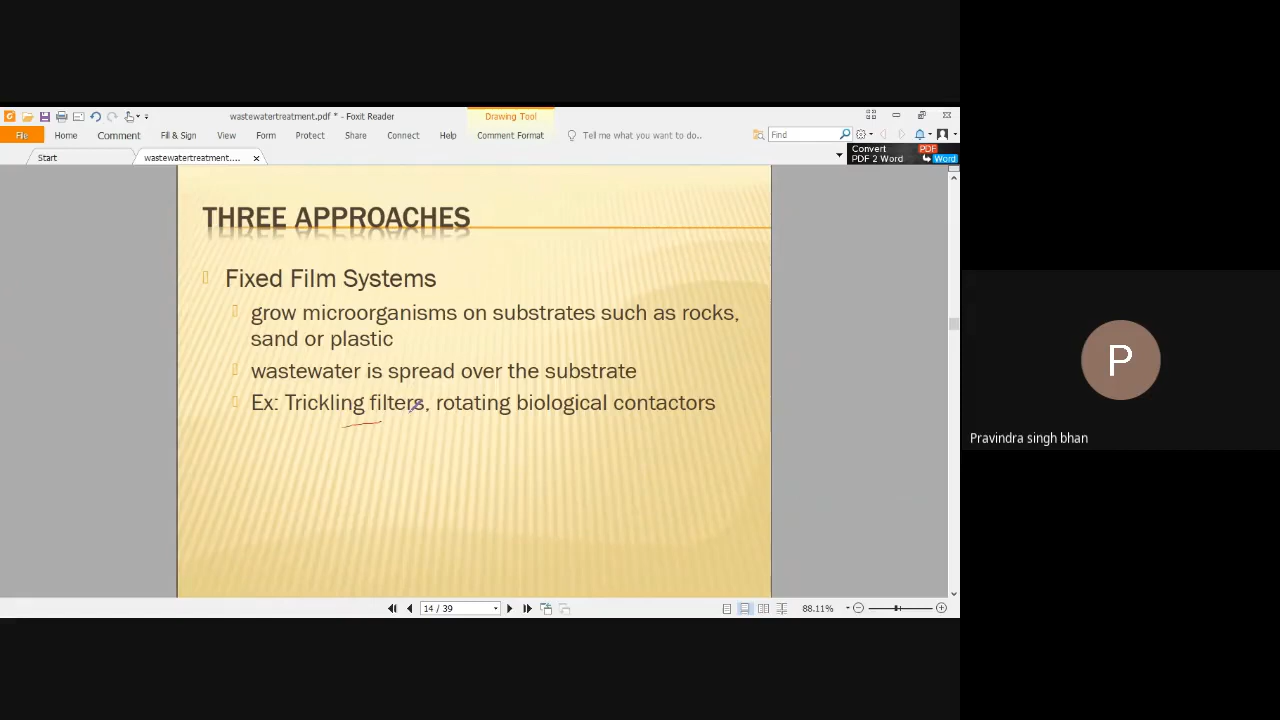 wastewatertreatment.pdf * - Foxit Reader
Drawing Tool
File
Home
Comment
Fill & Sign
View
Form
Protect
Share
Connect
Help
Comment Format
Tell me what you want to do..
Find
Start
wastewatertreatment....
Convert PDF
PDF 2 Word Word
THREE APPROACHES
Fixed Film Systems
grow microorganisms on substrates such as rocks,
sand or plastic
wastewater is spread over the substrate
Ex: Trickling filters, rotating biological contactors
P
Pravindra singh bhan
14 / 39
88.11%